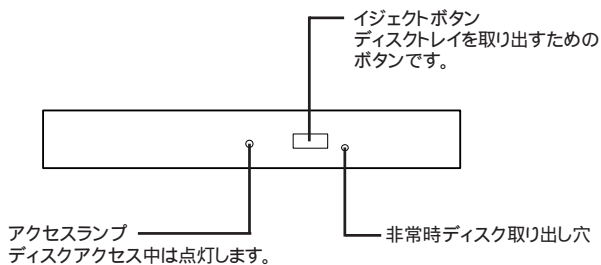 イジェクトボタン
ディスクトレイを取り出すための
ボタンです。
アクセスランプ
ディスクアクセス中は点灯します。
非常時ディスク取り出し穴